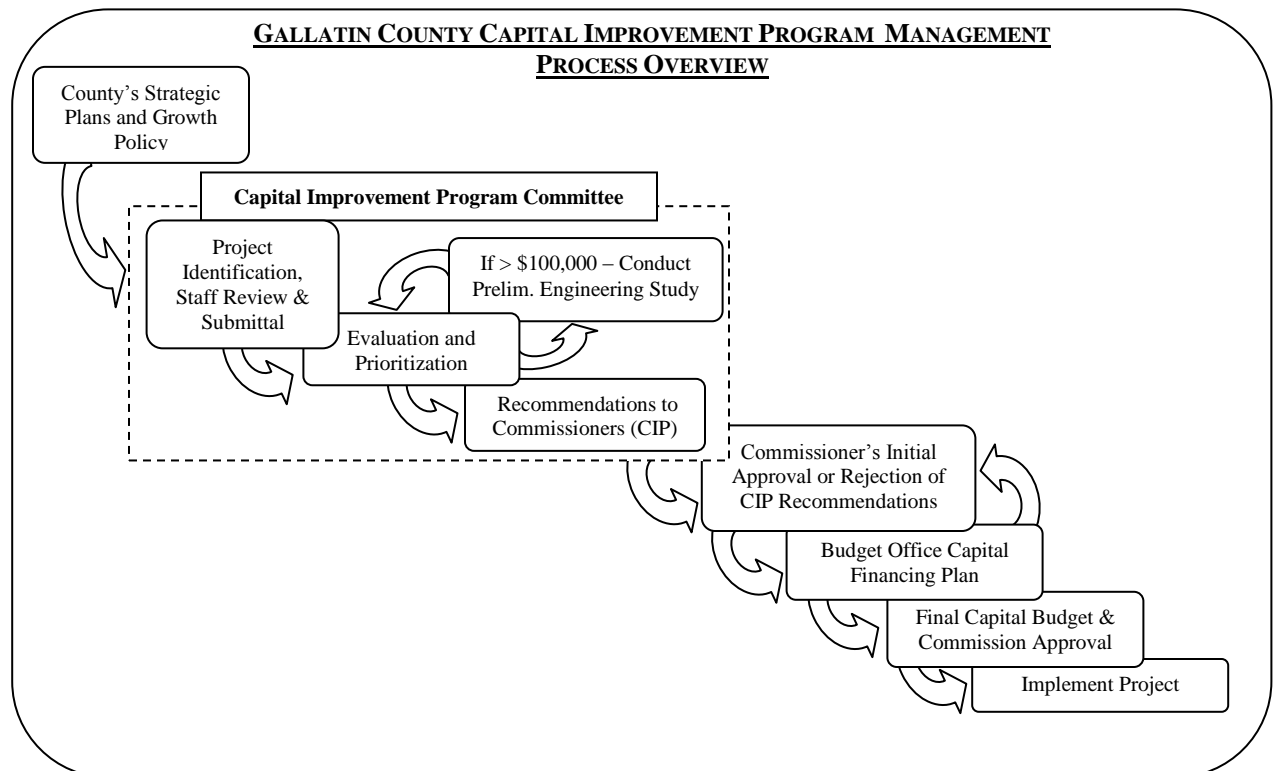 GALLATIN COUNTY CAPITAL IMPROVEMENT PROGRAM MANAGEMENT
PROCESS OVERVIEW
County's Strategic
Plans and Growth
Policy
Capital Improvement Program Committee
Project
Identification,
Staff Review &
Submittal
If > $100,000 – Conduct
Prelim. Engineering Study
Evaluation and
Prioritization
Recommendations to
Commissioners (CIP)
Commissioner's Initial
Approval or Rejection of
CIP Recommendations
Budget Office Capital
Financing Plan
Final Capital Budget &
Commission Approval
Implement Project